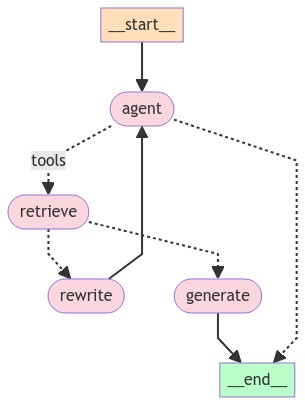 __start__
agent
tools
retrieve
rewrite
generate
__end__